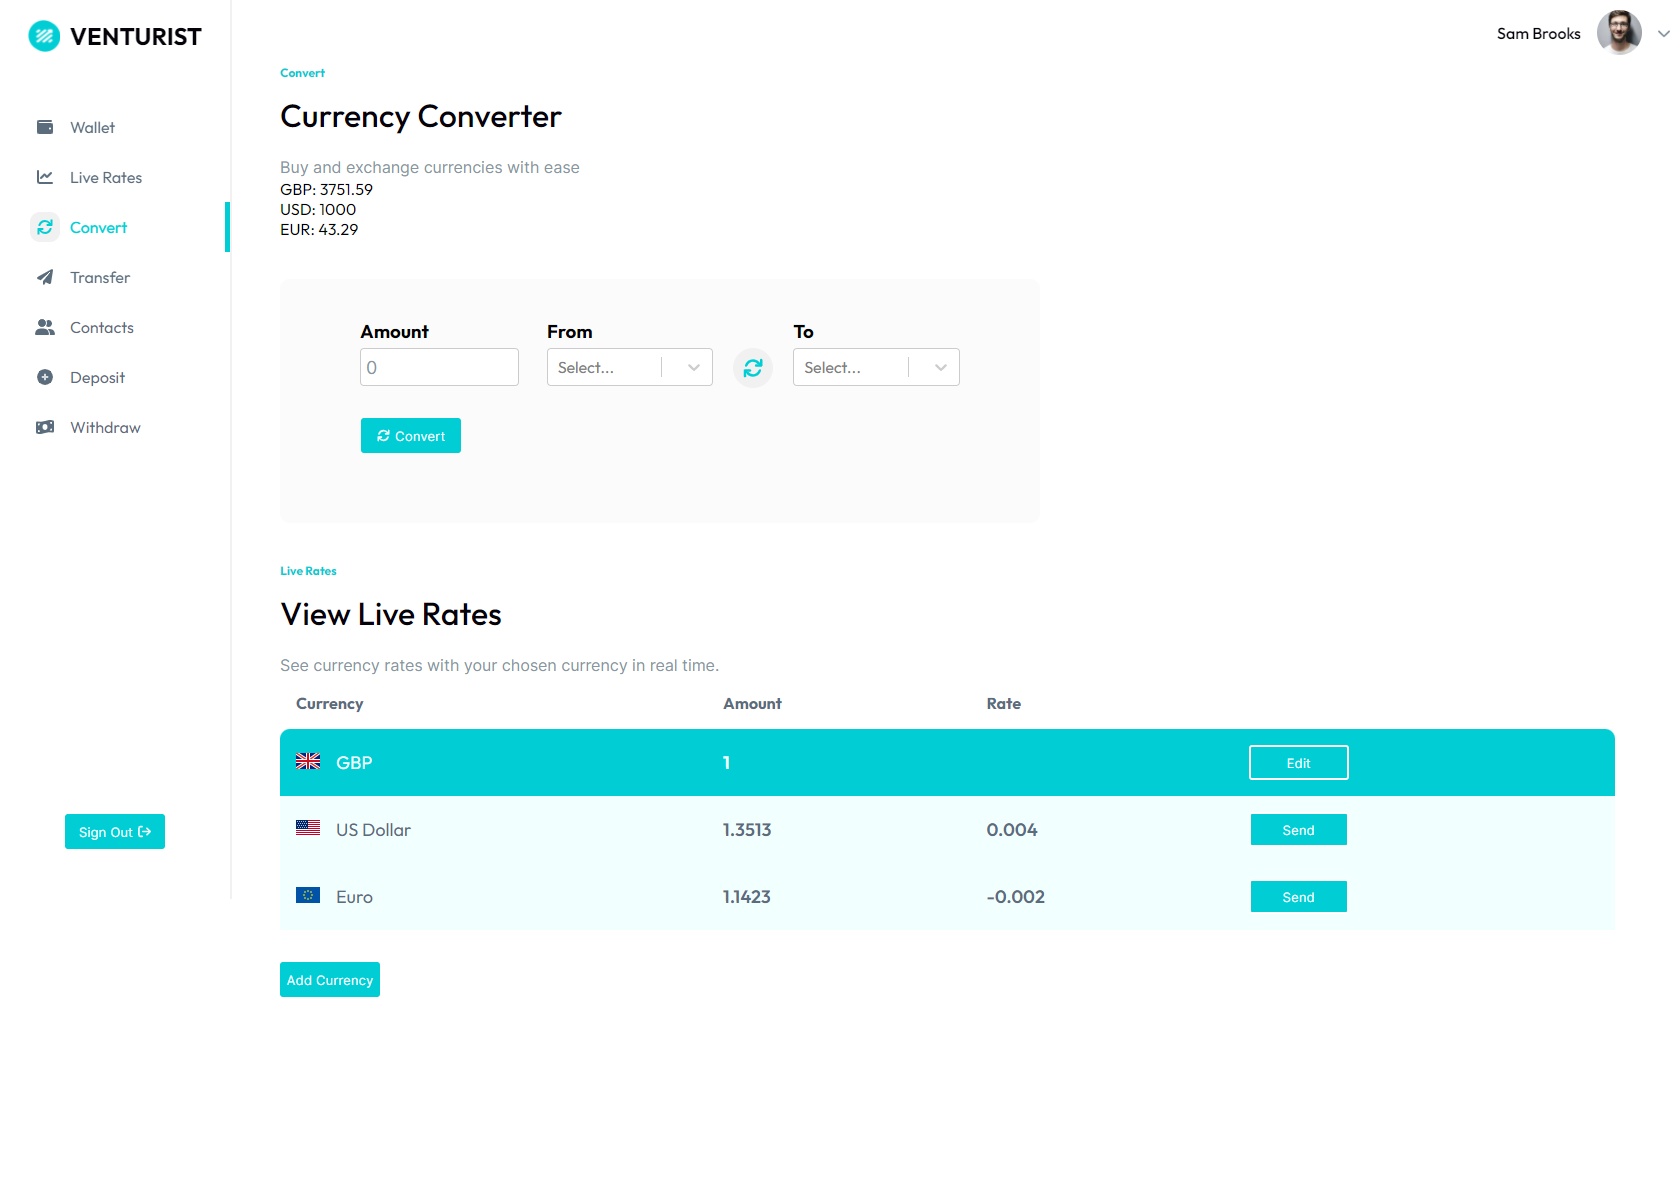 VENTURIST
Sam Brooks
Wallet
Live Rates
Convert
Transfer
Contacts
Deposit
Withdraw
Sign Out
Convert
Currency Converter
Buy and exchange currencies with ease
GBP: 3751.59
USD: 1000
EUR: 43.29
Amount From To
0 Select... Select...
Convert
Live Rates
View Live Rates
See currency rates with your chosen currency in real time.
Currency Amount Rate
GBP 1 Edit
US Dollar 1.3513 0.004 Send
Euro 1.1423 -0.002 Send
Add Currency